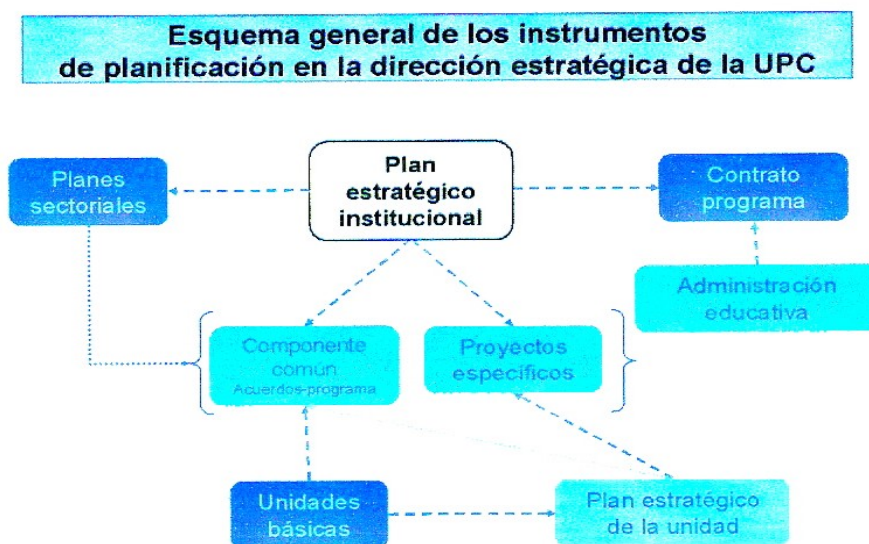 Esquema general de los instrumentos
de planificación en la dirección estratégica de la UPC
Planes
sectoriales
Plan
estratégico
institucional
Contrato
programa
Administración
educativa
Componente
común
Acuerdos-programa
Proyectos
específicos
Unidades
básicas
Plan estratégico
de la unidad